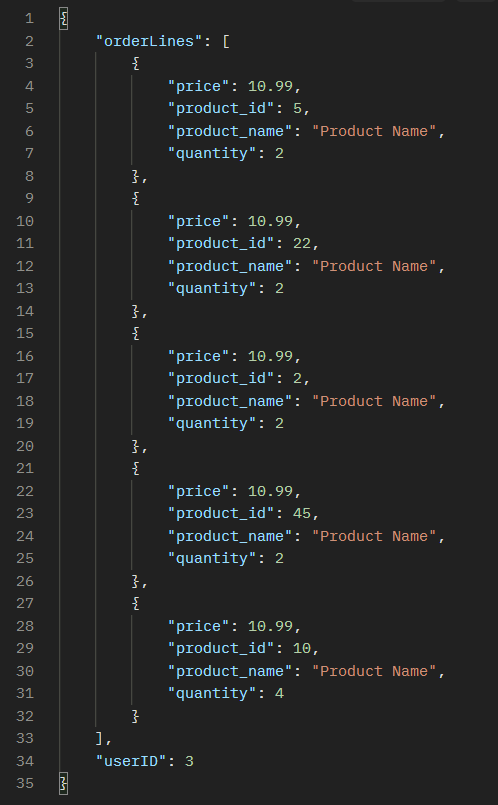 1 {
2 "orderLines": [
3 {
4 "price": 10.99,
5 "product_id": 5,
6 "product_name": "Product Name",
7 "quantity": 2
8 },
9 {
10 "price": 10.99,
11 "product_id": 22,
12 "product_name": "Product Name",
13 "quantity": 2
14 },
15 {
16 "price": 10.99,
17 "product_id": 2,
18 "product_name": "Product Name",
19 "quantity": 2
20 },
21 {
22 "price": 10.99,
23 "product_id": 45,
24 "product_name": "Product Name",
25 "quantity": 2
26 },
27 {
28 "price": 10.99,
29 "product_id": 10,
30 "product_name": "Product Name",
31 "quantity": 4
32 }
33 ],
34 "userID": 3
35 }